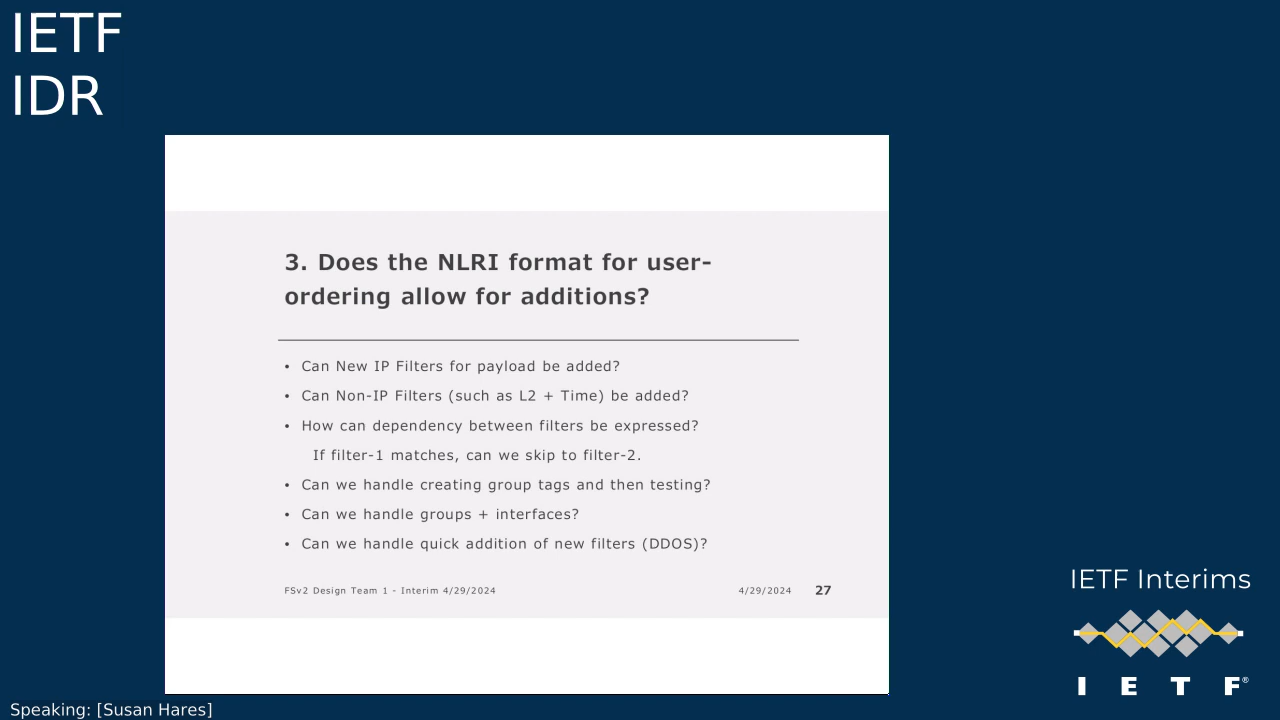 IETF
IDR
3. Does the NLRI format for user-
ordering allow for additions?
• Can New IP Filters for payload be added?
• Can Non-IP Filters (such as L2 + Time) be added?
• How can dependency between filters be expressed?
If filter-1 matches, can we skip to filter-2.
• Can we handle creating group tags and then testing?
• Can we handle groups + interfaces?
• Can we handle quick addition of new filters (DDOS)?
FSv2 Design Team 1 - Interim 4/29/2024 4/29/2024 27
IETF Interims
I E T F®
Speaking: [Susan Hares]